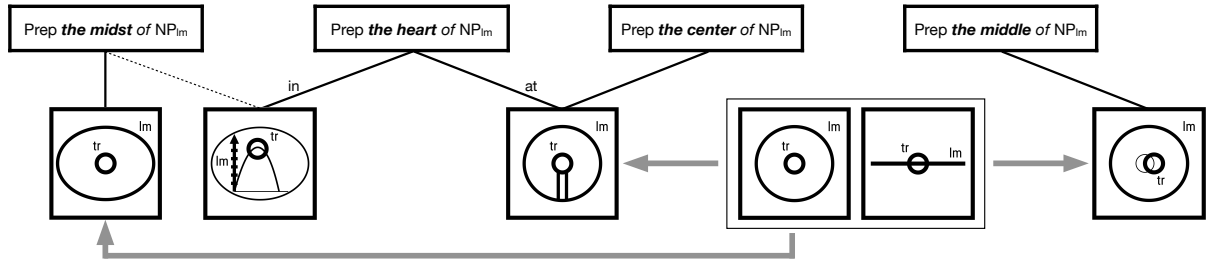 Prep the midst of NPlm
Prep the heart of NPlm
Prep the center of NPlm
Prep the middle of NPlm
in
at
lm
tr
tr
lm
lm
tr
lm
tr
tr
lm
lm
tr